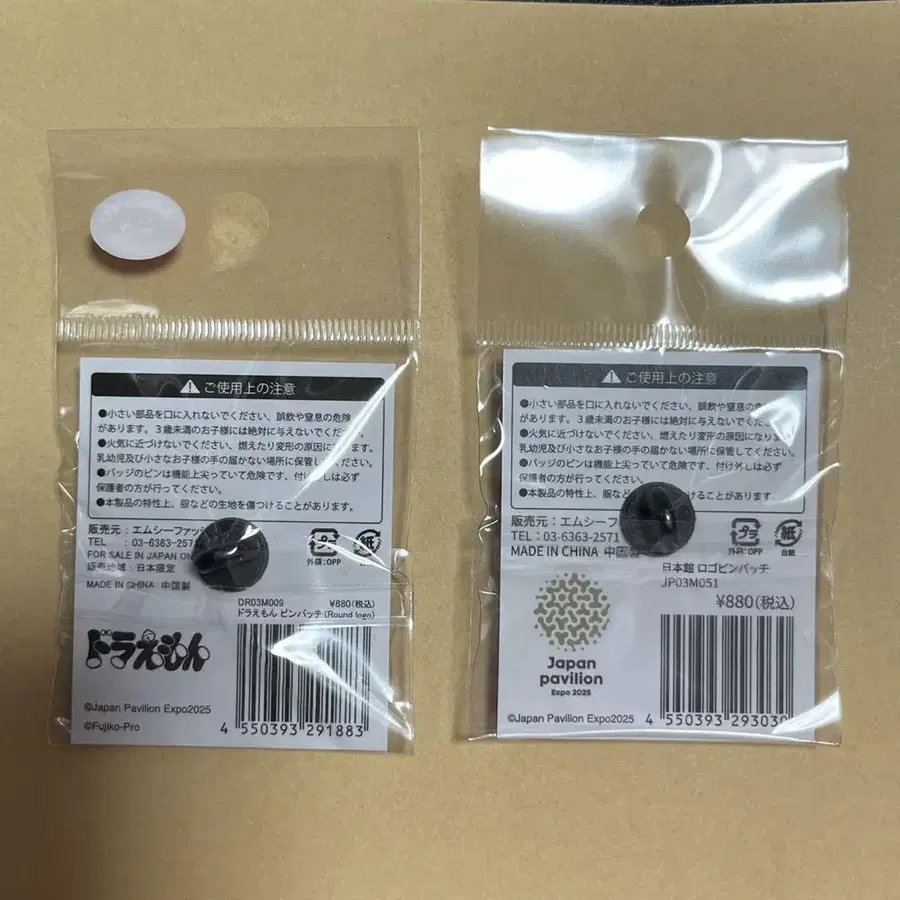 ご使用上の注意
●小さい部品を口に入れないでください、誤飲や窒息の危険
があります。3歳未満のお子様には絶対に与えないでください。
●火気に近づけないでください、燃えたり変形の原因になります。
乳幼児及び小さなお子様の手の届かない場所に保管してください。
●バッジのピンは機能上尖っていて危険です、付け外しは必ず
保護者の方が行ってください。
●本製品の特性上、服などの生地を傷つけることがあります。
販売元：エムシーファッ
TEL : 03-6363-257
FOR SALE IN JAPAN ON
販売地域：日本限定
MADE IN CHINA 中国製
プラ
外袋:OPP
紙
DR03M009 ¥880(税込)
ドラえもん ピンバッチ (Round logo)
ドラえもん
©Japan Pavilion Expo2025
©Fujiko-Pro
4 550393 291883
ご使用上の注意
●小さい部品を口に入れないでください、誤飲や窒息の危
があります。3歳未満のお子様には絶対に与えないでください。
●火気に近づけないでください、燃えたり変形の原因になります
乳幼児及び小さなお子様の手の届かない場所に保管してください。
●バッジのピンは機能上尖っていて危険です、付け外しは必ず
保護者の方が行ってください。
●本製品の特性上、服な 生地を傷つけることがあります。
販売元：エムシーファ
TEL : 03-6363-2571
MADE IN CHINA 中国製
プラ
外袋:OPP
紙
台紙
日本館 ロゴピンバッチ
JP03M051
¥880(税込)
Japan
pavilion
Expo 2025
©Japan Pavilion Expo2025
4 550393 293030